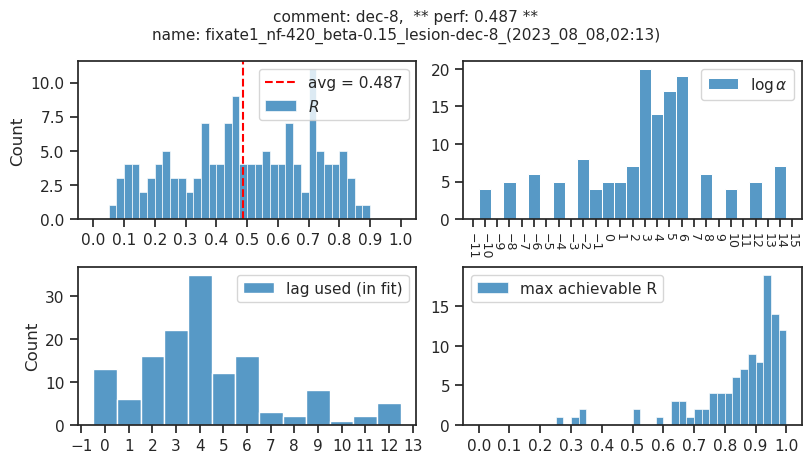 comment: dec-8,  ** perf: 0.487 **
name: fixate1_nf-420_beta-0.15_lesion-dec-8_(2023_08_08,02:13)
Count
10.0
7.5
5.0
2.5
0.0
avg = 0.487
R
0.0 0.1 0.2 0.3 0.4 0.5 0.6 0.7 0.8 0.9 1.0
20
15
10
5
0
log α
−11 −10 −9 −8 −7 −6 −5 −4 −3 −2 −1 0 1 2 3 4 5 6 7 8 9 10 11 12 13 14 15
Count
30
20
10
0
lag used (in fit)
−1 0 1 2 3 4 5 6 7 8 9 10 11 12 13
15
10
5
0
max achievable R
0.0 0.1 0.2 0.3 0.4 0.5 0.6 0.7 0.8 0.9 1.0